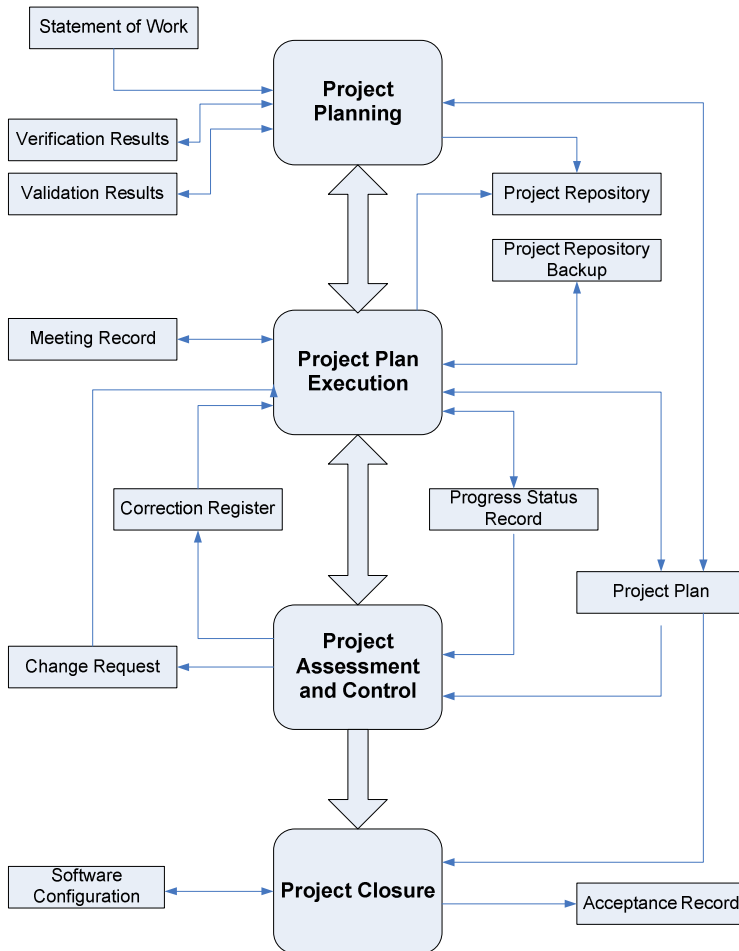 Statement of Work
Project
Planning
Verification Results
Validation Results
Project Repository
Project Repository
Backup
Meeting Record
Project Plan
Execution
Correction Register
Progress Status
Record
Project Plan
Project
Assessment
and Control
Change Request
Software
Configuration
Project Closure
Acceptance Record